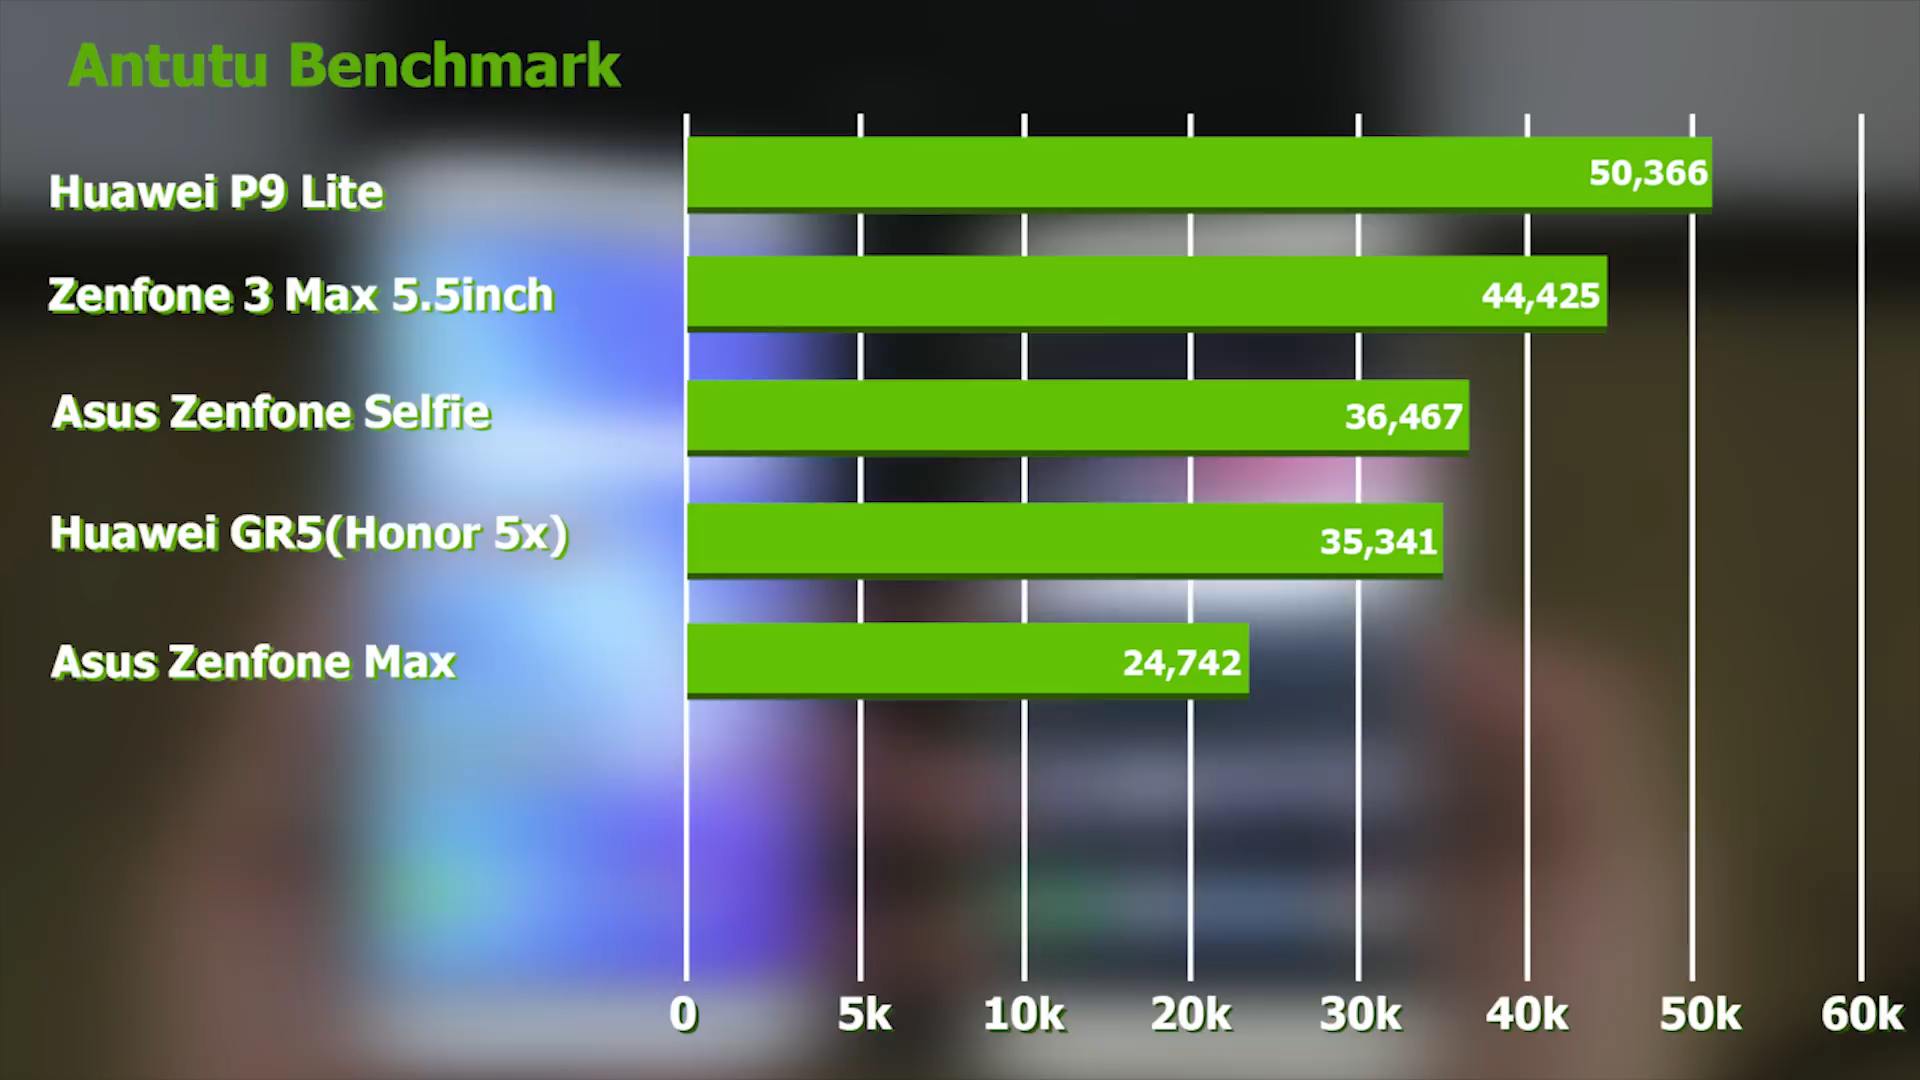 Antutu Benchmark
Huawei P9 Lite 50,366
Zenfone 3 Max 5.5inch 44,425
Asus Zenfone Selfie 36,467
Huawei GR5(Honor 5x) 35,341
Asus Zenfone Max 24,742
0 5k 10k 20k 30k 40k 50k 60k